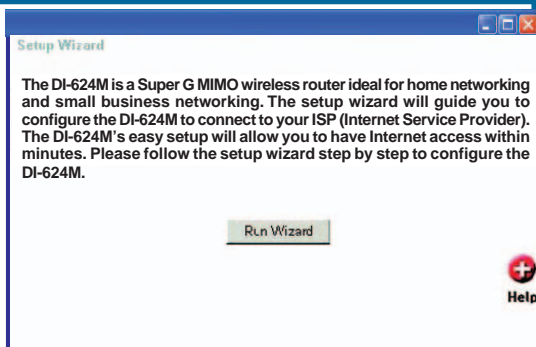 Setup Wizard
The DI-624M is a Super G MIMO wireless router ideal for home networking
and small business networking. The setup wizard will guide you to
configure the DI-624M to connect to your ISP (Internet Service Provider).
The DI-624M's easy setup will allow you to have Internet access within
minutes. Please follow the setup wizard step by step to configure the
DI-624M.
Run Wizard
Help